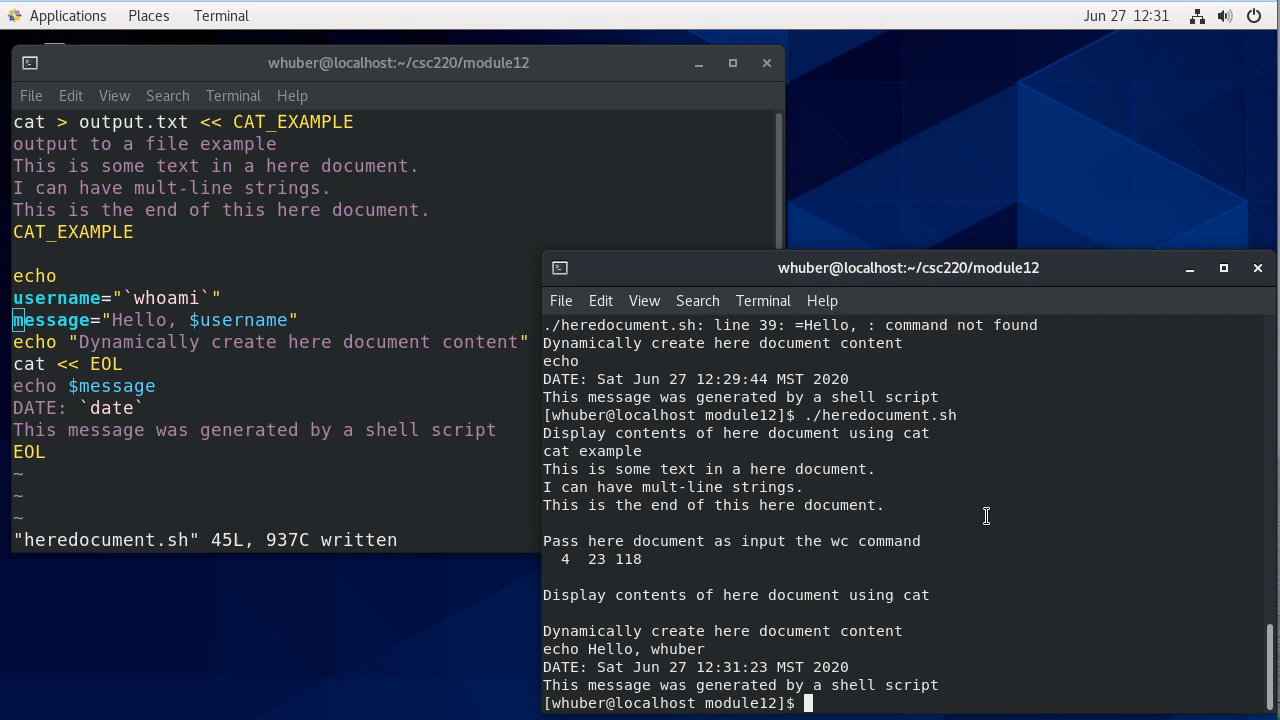 Applications Places Terminal Jun 27 12:31
whuber@localhost:~/csc220/module12
File Edit View Search Terminal Help
cat > output.txt << CAT_EXAMPLE
output to a file example
This is some text in a here document.
I can have mult-line strings.
This is the end of this here document.
CAT_EXAMPLE
echo
username="`whoami`"
message="Hello, $username"
echo "Dynamically create here document content"
cat << EOL
echo $message
DATE: `date`
This message was generated by a shell script
EOL
~
~
~
"heredocument.sh" 45L, 937C written
whuber@localhost:~/csc220/module12
File Edit View Search Terminal Help
./heredocument.sh: line 39: =Hello, : command not found
Dynamically create here document content
echo
DATE: Sat Jun 27 12:29:44 MST 2020
This message was generated by a shell script
[whuber@localhost module12]$ ./heredocument.sh
Display contents of here document using cat
cat example
This is some text in a here document.
I can have mult-line strings.
This is the end of this here document.
Pass here document as input the wc command
4 23 118
Display contents of here document using cat
Dynamically create here document content
echo Hello, whuber
DATE: Sat Jun 27 12:31:23 MST 2020
This message was generated by a shell script
[whuber@localhost module12]$